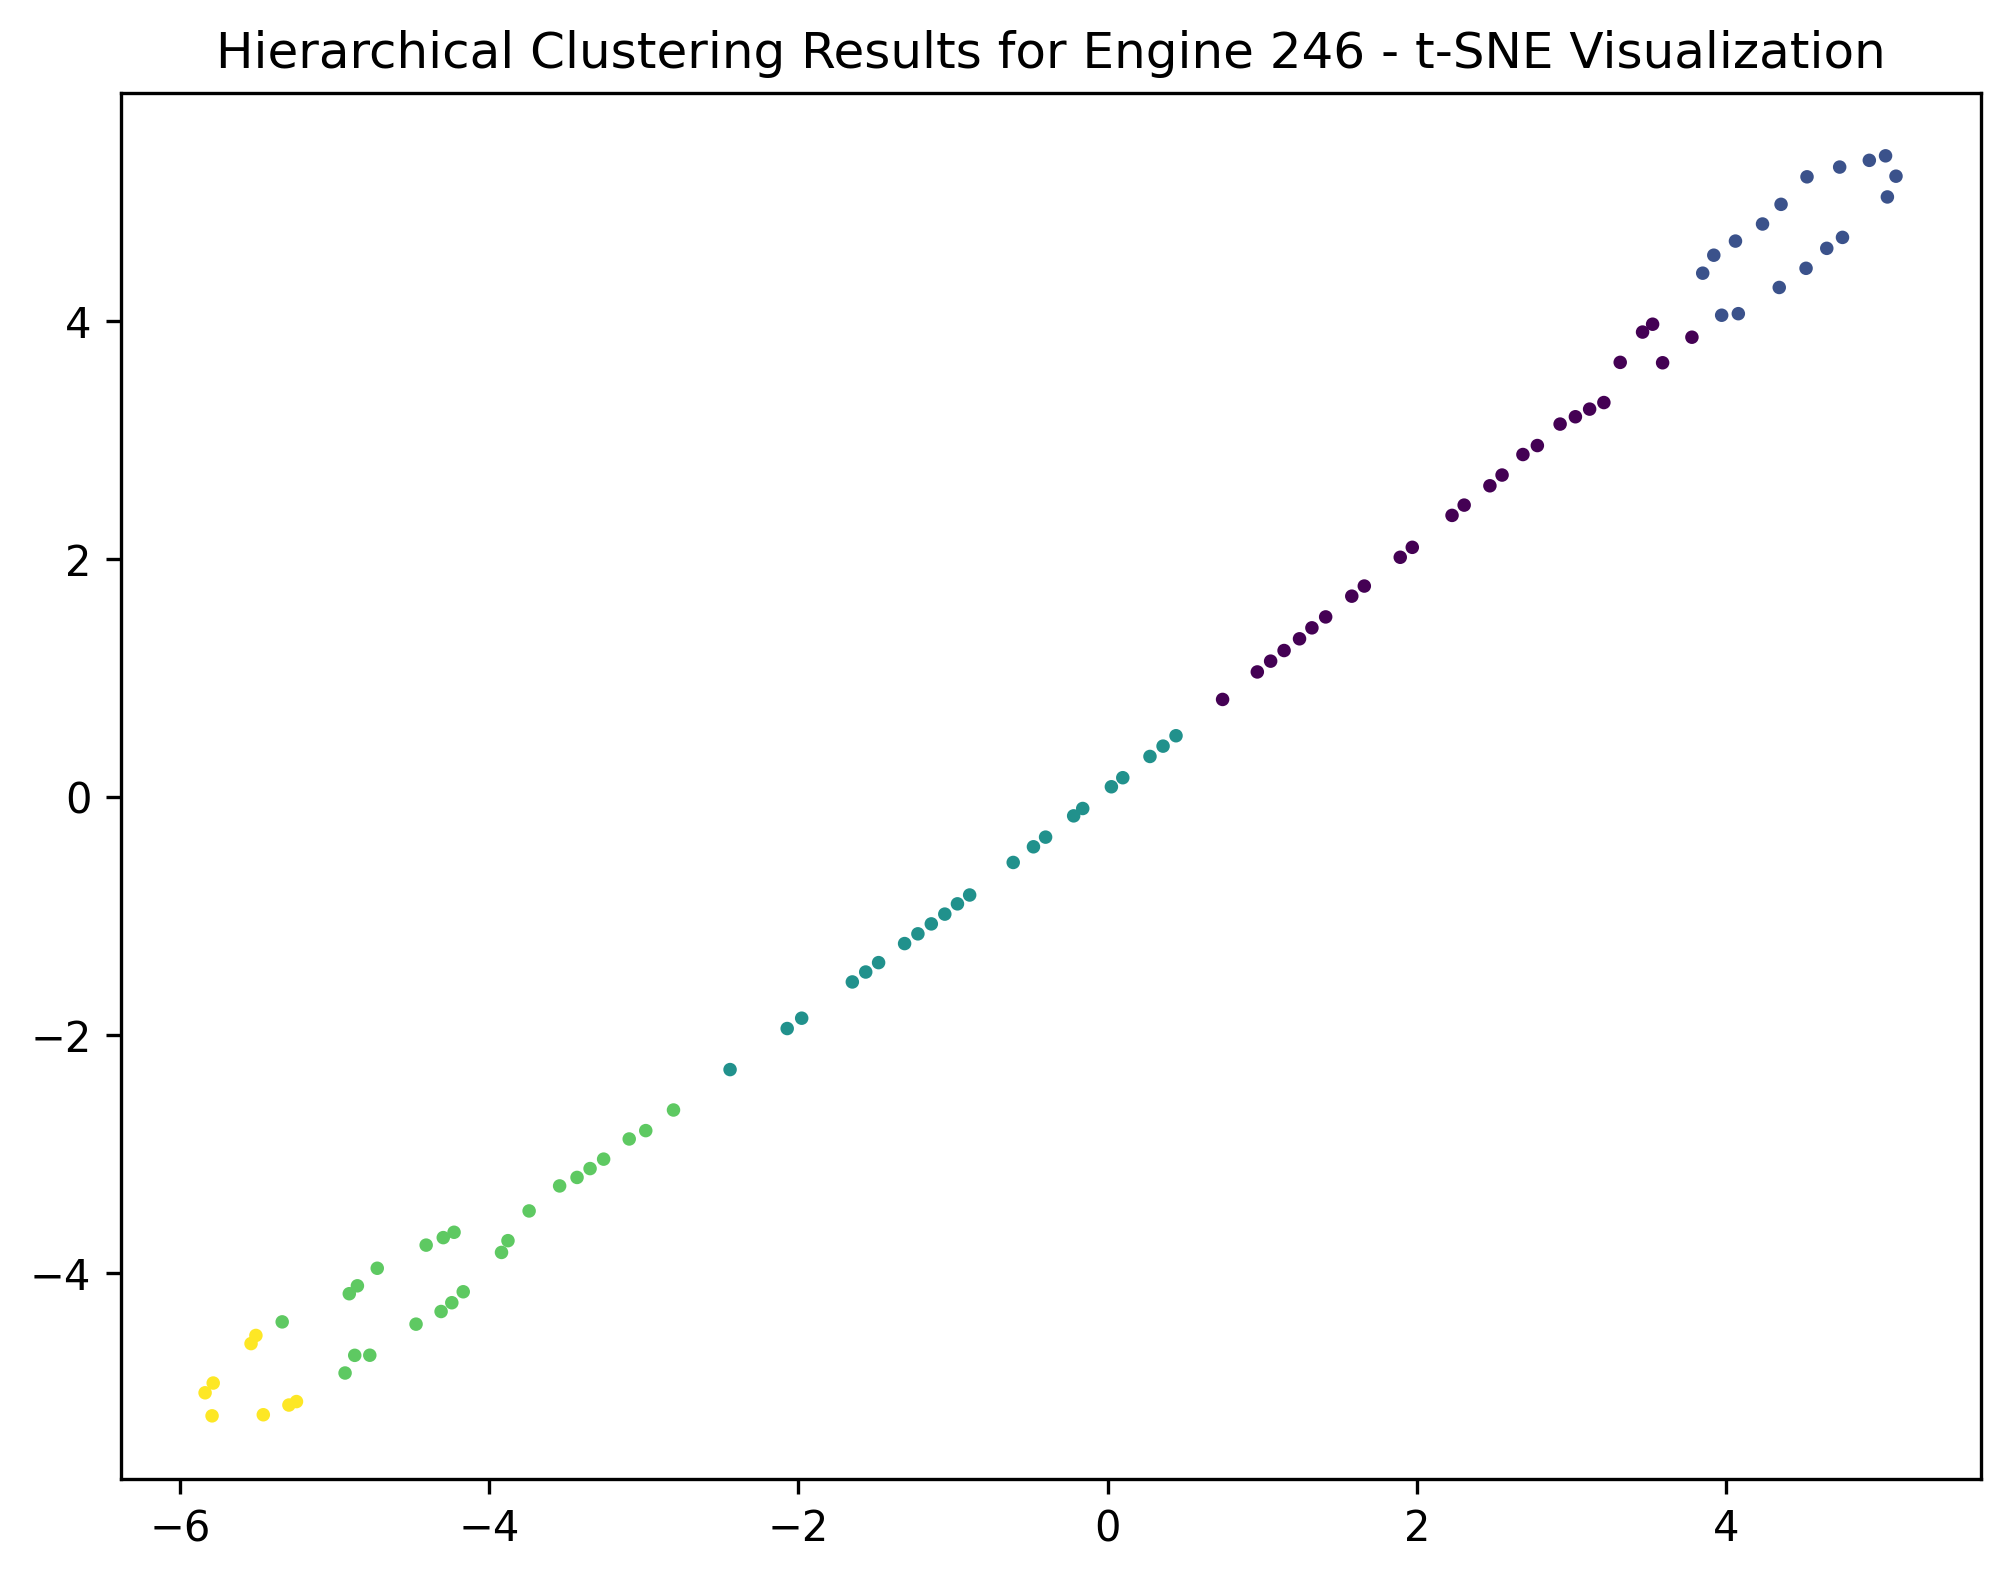 Hierarchical Clustering Results for Engine 246 - t-SNE Visualization
4
2
0
−2
−4
−6 −4 −2 0 2 4